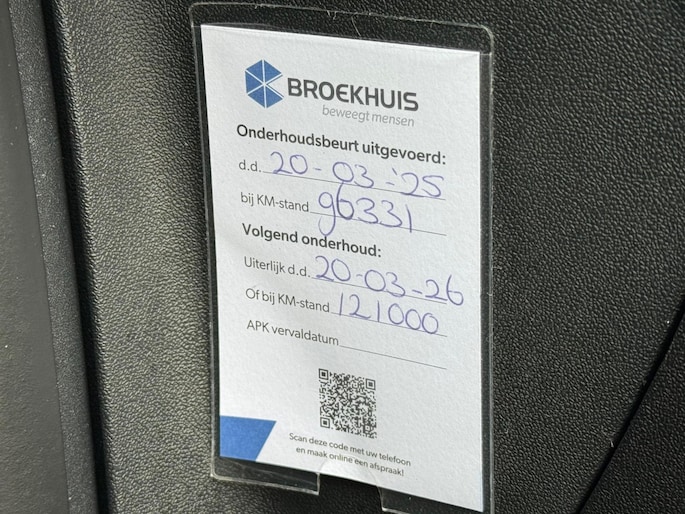 BROEKHUIS
beweegt mensen
Onderhoudsbeurt uitgevoerd:
d.d. 20-03-'25
bij KM-stand 96331
Volgend onderhoud:
Uiterlijk d.d. 20-03-26
Of bij KM-stand 121000
APK vervaldatum
Scan deze code met uw telefoon
en maak online een afspraak!